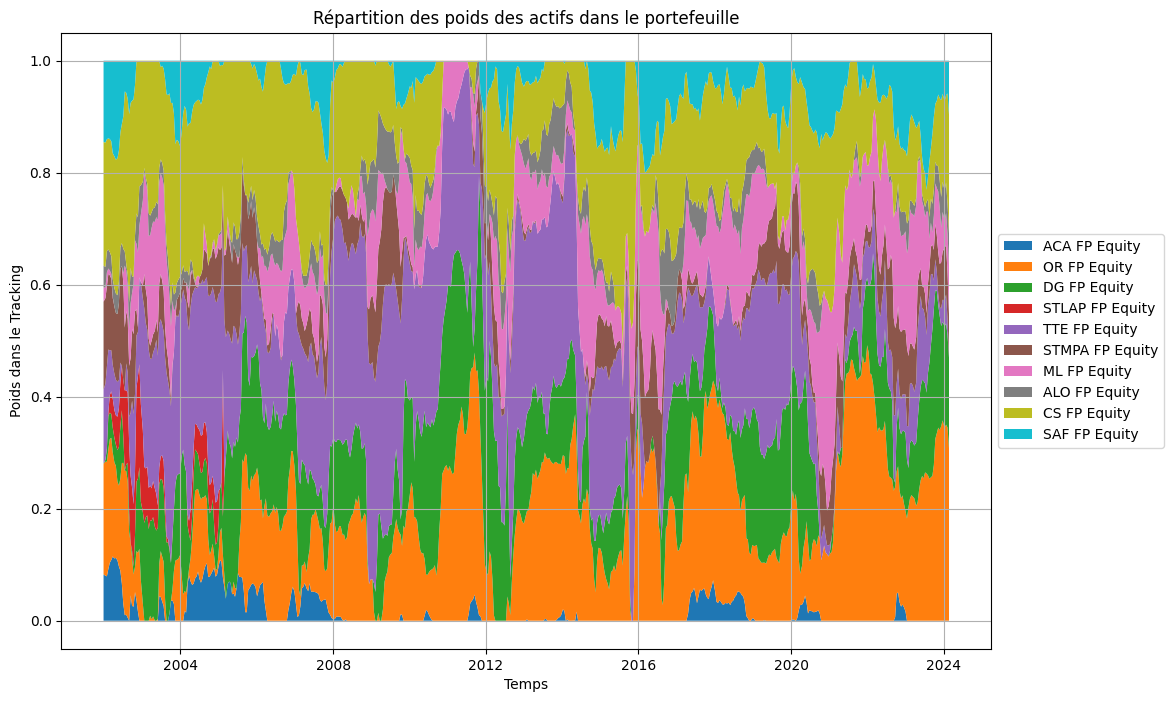 Répartition des poids des actifs dans le portefeuille
Poids dans le Tracking
1.0
0.8
0.6
0.4
0.2
0.0
2004
2008
2012
2016
2020
2024
Temps
ACA FP Equity
OR FP Equity
DG FP Equity
STLAP FP Equity
TTE FP Equity
STMPA FP Equity
ML FP Equity
ALO FP Equity
CS FP Equity
SAF FP Equity